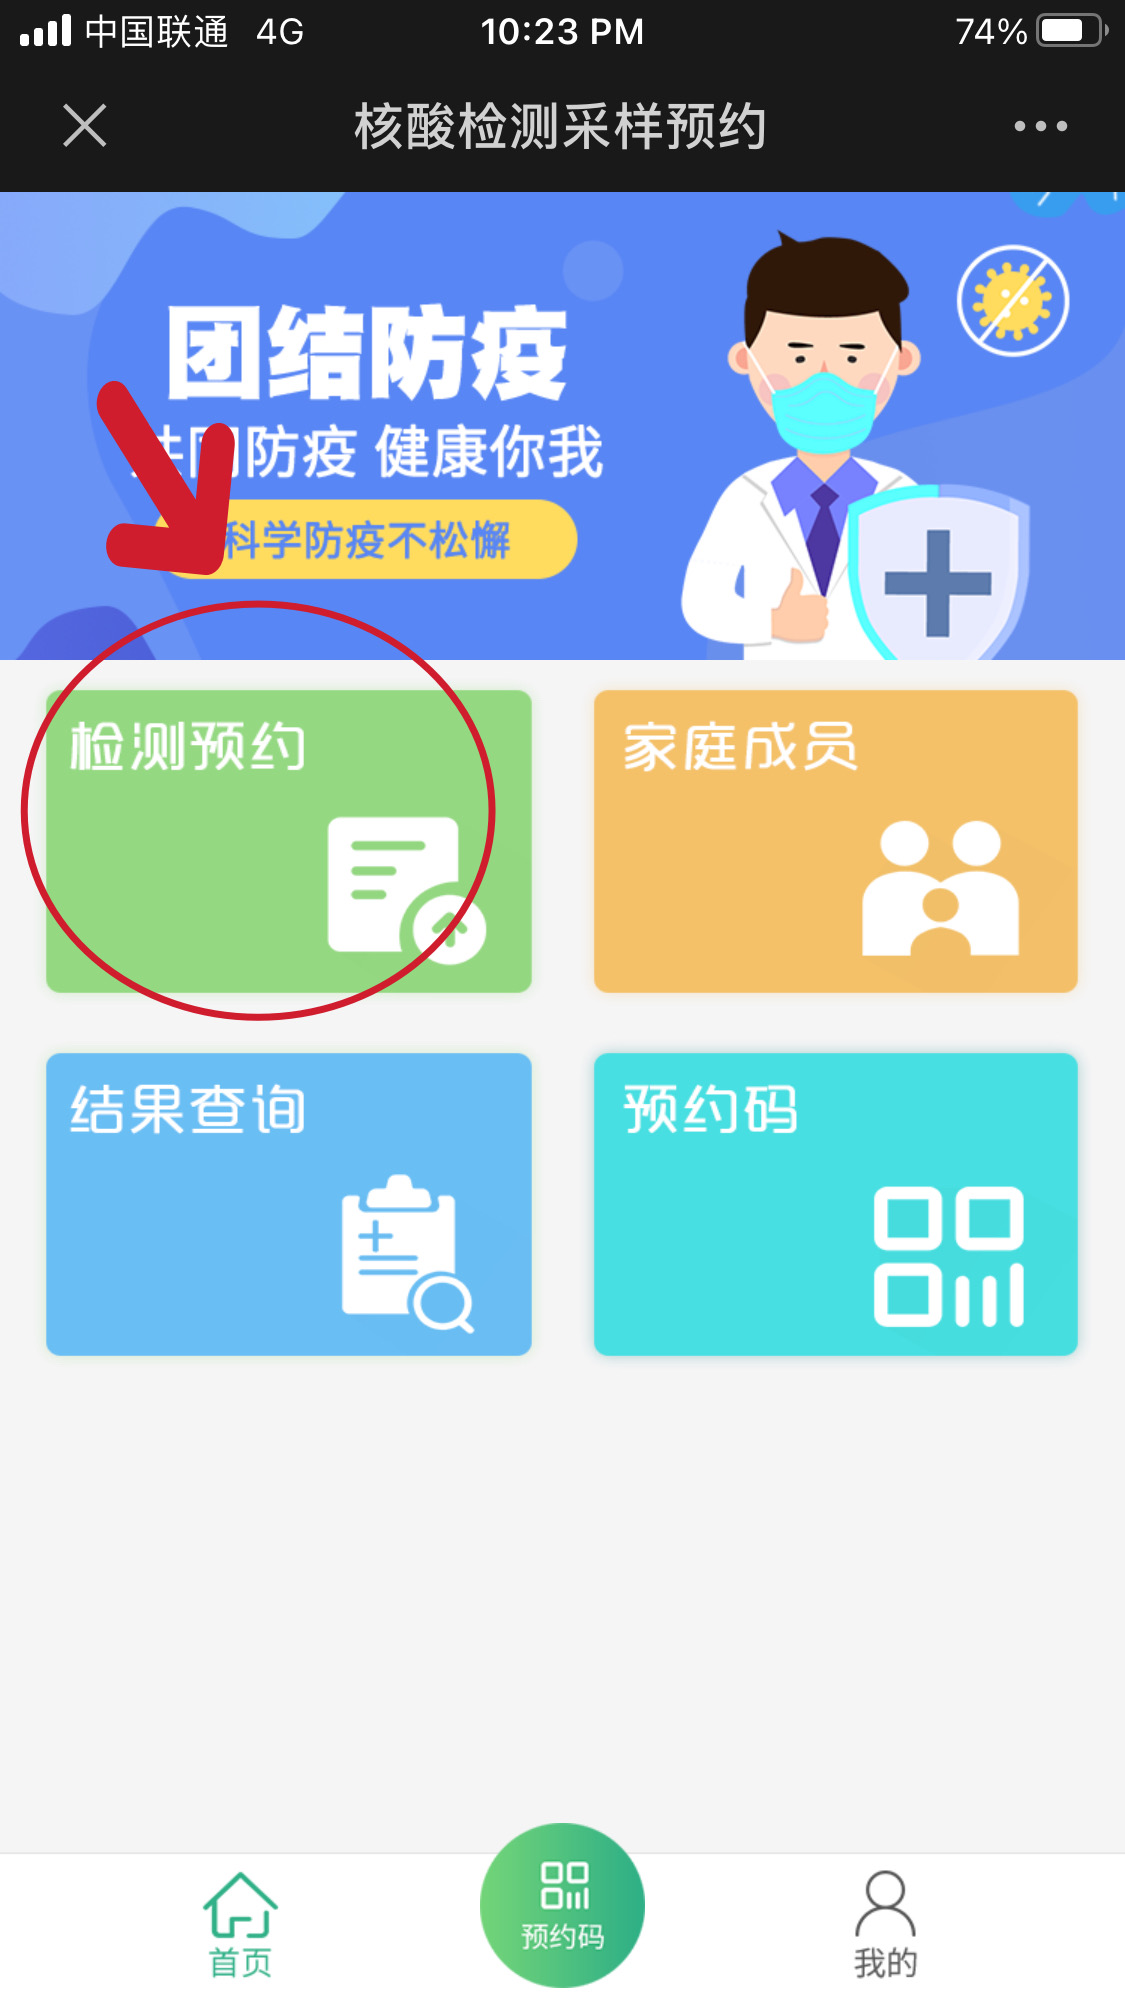 中国联通 4G 10:23 PM 74%
核酸检测采样预约
团结防疫
防疫 健康你我
科学防疫不松懈
检测预约
家庭成员
结果查询
预约码
首页
预约码
我的